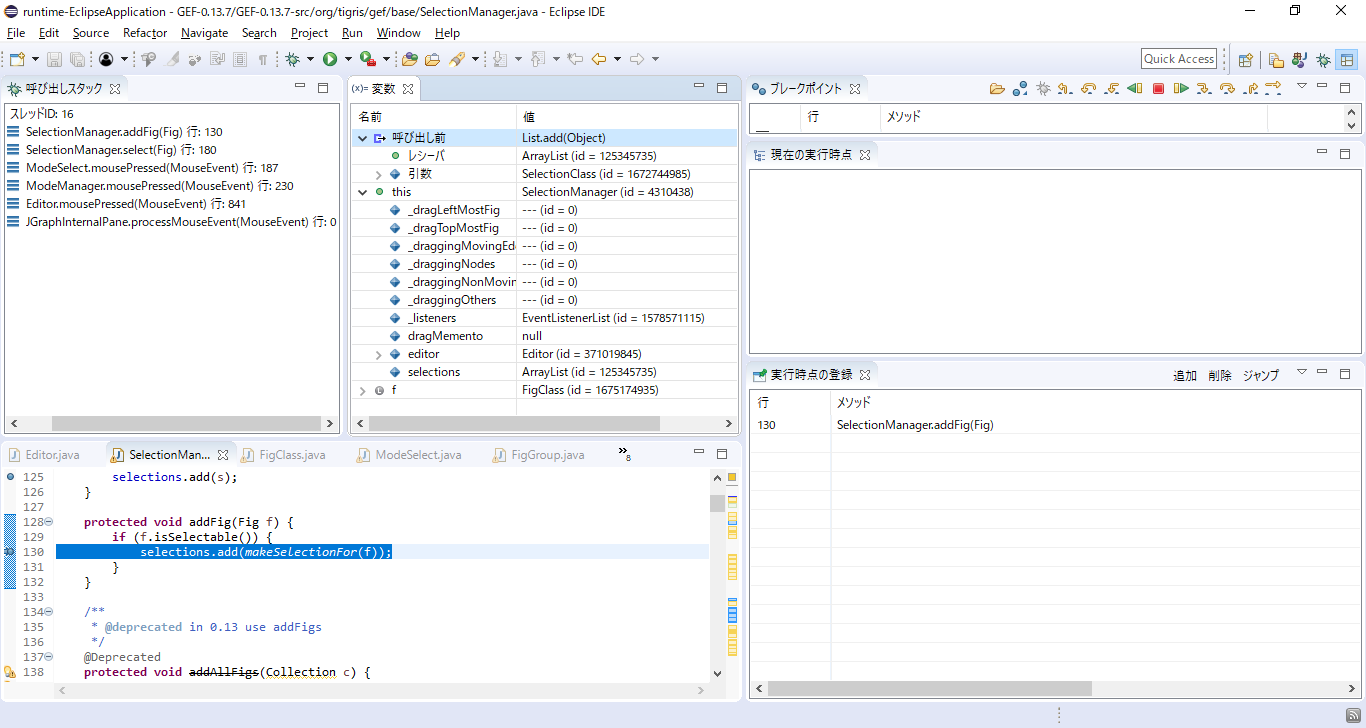 runtime-EclipseApplication - GEF-0.13.7/GEF-0.13.7-src/org/tigris/gef/base/SelectionManager.java - Eclipse IDE
File Edit Source Refactor Navigate Search Project Run Window Help
Quick Access
呼び出しスタック
スレッドID: 16
SelectionManager.addFig(Fig) 行: 130
SelectionManager.select(Fig) 行: 180
ModeSelect.mousePressed(MouseEvent) 行: 187
ModeManager.mousePressed(MouseEvent) 行: 230
Editor.mousePressed(MouseEvent) 行: 841
JGraphInternalPane.processMouseEvent(MouseEvent) 行: 0
(x)= 変数
名前 値
呼び出し前 List.add(Object)
レシーバ ArrayList (id = 125345735)
引数 SelectionClass (id = 1672744985)
this SelectionManager (id = 4310438)
_dragLeftMostFig --- (id = 0)
_dragTopMostFig --- (id = 0)
_draggingMovingEd --- (id = 0)
_draggingNodes --- (id = 0)
_draggingNonMovin --- (id = 0)
_draggingOthers --- (id = 0)
_listeners EventListenerList (id = 1578571115)
dragMemento null
editor Editor (id = 371019845)
selections ArrayList (id = 125345735)
f FigClass (id = 1675174935)
ブレークポイント
行 メソッド
現在の実行時点
実行時点の登録 追加 削除 ジャンプ
行 メソッド
130 SelectionManager.addFig(Fig)
Editor.java SelectionMan... FigClass.java ModeSelect.java FigGroup.java »8
125 selections.add(s);
126 }
127
128 protected void addFig(Fig f) {
129 if (f.isSelectable()) {
130 selections.add(makeSelectionFor(f));
131 }
132 }
133
134 /**
135 * @deprecated in 0.13 use addFigs
136 */
137 @Deprecated
138 protected void addAllFigs(Collection c) {